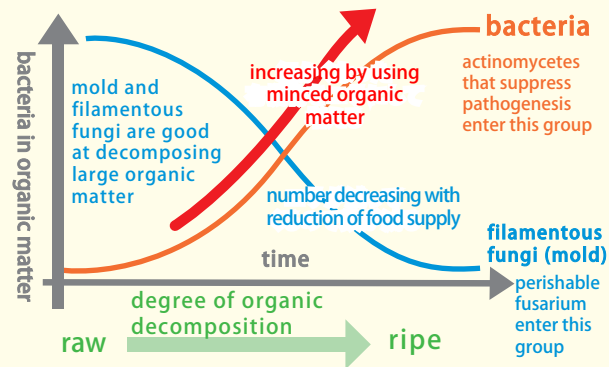 bacteria in organic matter
mold and
filamentous
fungi are good
at decomposing
large organic
matter
increasing by using
minced organic
matter
bacteria
actinomycetes
that suppress
pathogenesis
enter this group
number decreasing with
reduction of food supply
filamentous
fungi (mold)
perishable
fusarium
enter this
group
time
degree of organic
decomposition
raw
ripe